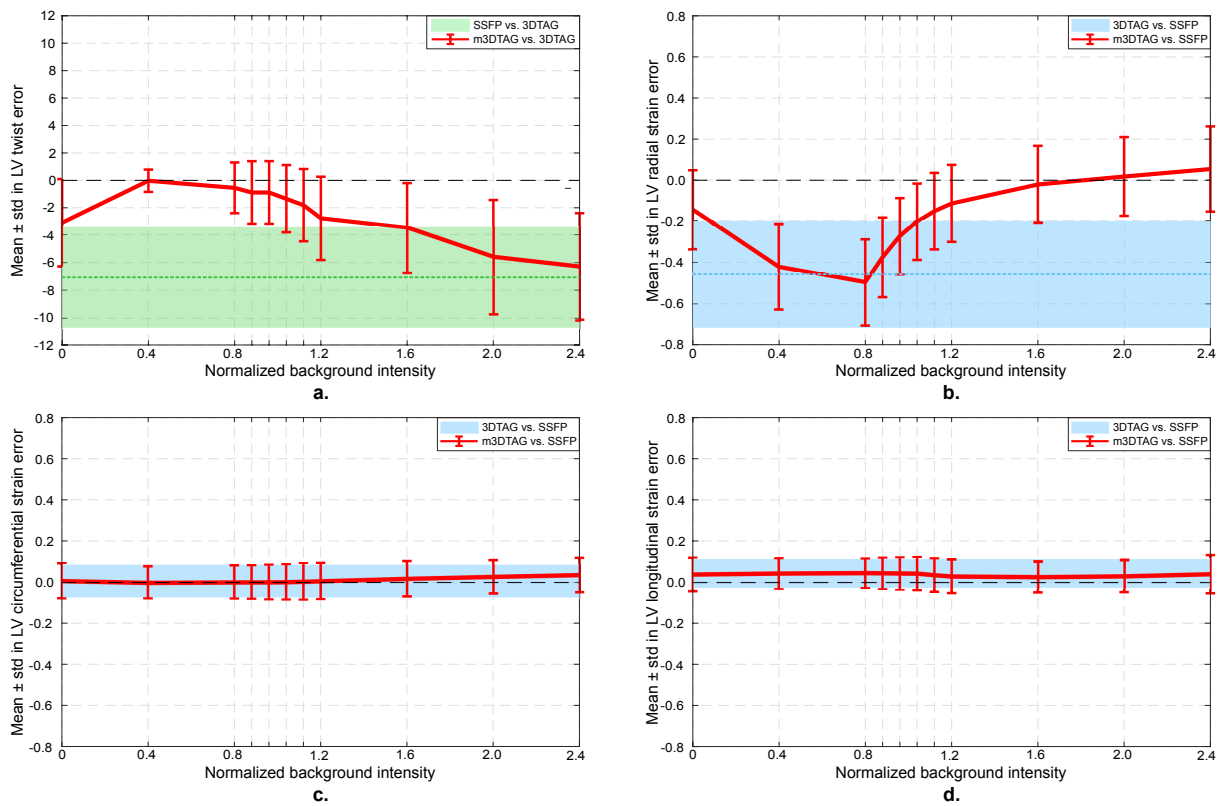 SSFP vs. 3DTAG
m3DTAG vs. 3DTAG
Mean ± std in LV twist error
12
10
8
6
4
2
0
-2
-4
-6
-8
-10
-12
0 0.4 0.8 1.2 1.6 2.0 2.4
Normalized background intensity
a.
3DTAG vs. SSFP
m3DTAG vs. SSFP
Mean ± std in LV radial strain error
0.8
0.6
0.4
0.2
0.0
-0.2
-0.4
-0.6
-0.8
0 0.4 0.8 1.2 1.6 2.0 2.4
Normalized background intensity
b.
3DTAG vs. SSFP
m3DTAG vs. SSFP
Mean ± std in LV circumferential strain error
0.8
0.6
0.4
0.2
0.0
-0.2
-0.4
-0.6
-0.8
0 0.4 0.8 1.2 1.6 2.0 2.4
Normalized background intensity
c.
3DTAG vs. SSFP
m3DTAG vs. SSFP
Mean ± std in LV longitudinal strain error
0.8
0.6
0.4
0.2
0.0
-0.2
-0.4
-0.6
-0.8
0 0.4 0.8 1.2 1.6 2.0 2.4
Normalized background intensity
d.